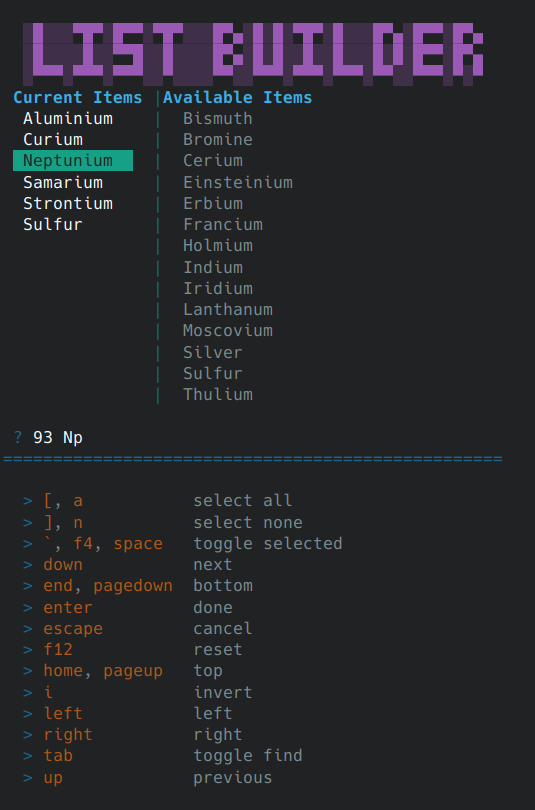 LIST BUILDER
Current Items | Available Items
Aluminium | Bismuth
Curium | Bromine
Neptunium | Cerium
Samarium | Einsteinium
Strontium | Erbium
Sulfur | Francium
| Holmium
| Indium
| Iridium
| Lanthanum
| Moscovium
| Silver
| Sulfur
| Thulium
? 93 Np
==================================================
> [, a select all
> ], n select none
> `, f4, space toggle selected
> down next
> end, pagedown bottom
> enter done
> escape cancel
> f12 reset
> home, pageup top
> i invert
> left left
> right right
> tab toggle find
> up previous